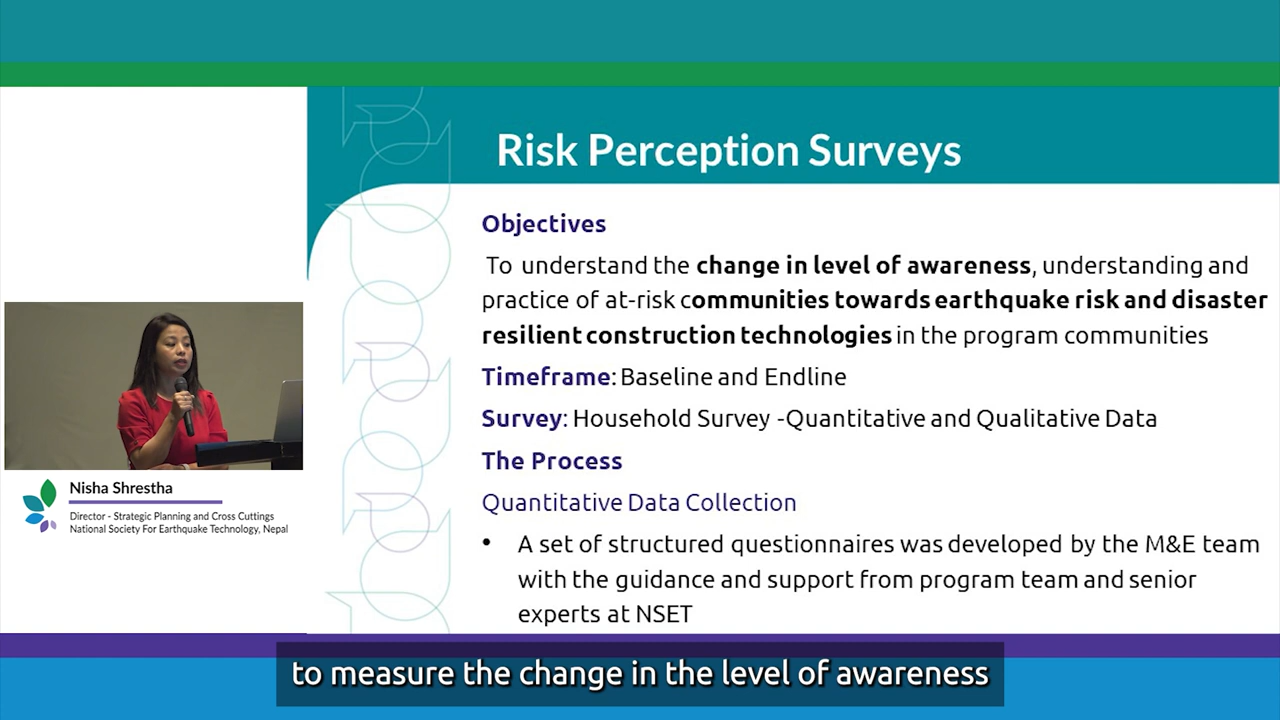 Risk Perception Surveys
Objectives
To understand the change in level of awareness, understanding and
practice of at-risk communities towards earthquake risk and disaster
resilient construction technologies in the program communities
Timeframe: Baseline and Endline
Survey: Household Survey -Quantitative and Qualitative Data
The Process
Quantitative Data Collection
• A set of structured questionnaires was developed by the M&E team
with the guidance and support from program team and senior
experts at NSET
Nisha Shrestha
Director - Strategic Planning and Cross Cuttings
National Society For Earthquake Technology, Nepal
to measure the change in the level of awareness